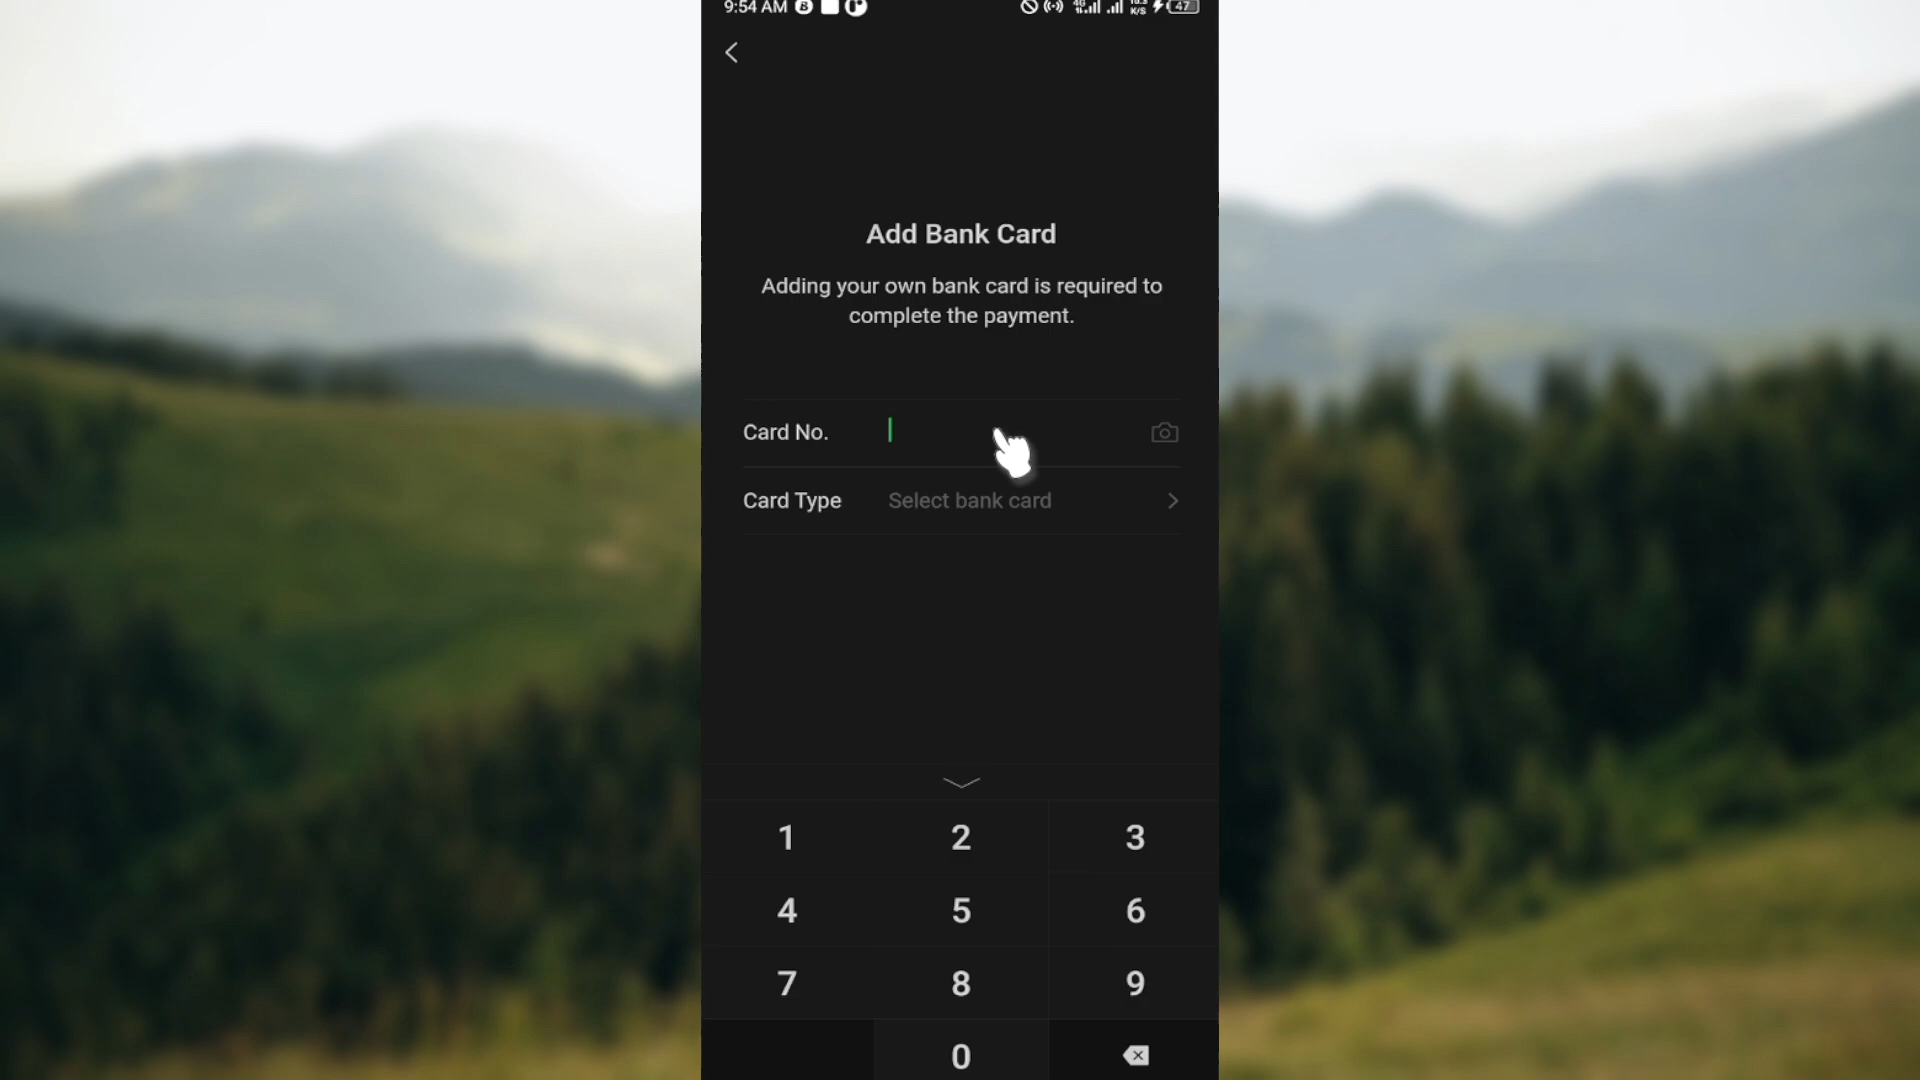 9:54 AM
47
Add Bank Card
Adding your own bank card is required to
complete the payment.
Card No.
Card Type Select bank card
1 2 3
4 5 6
7 8 9
0